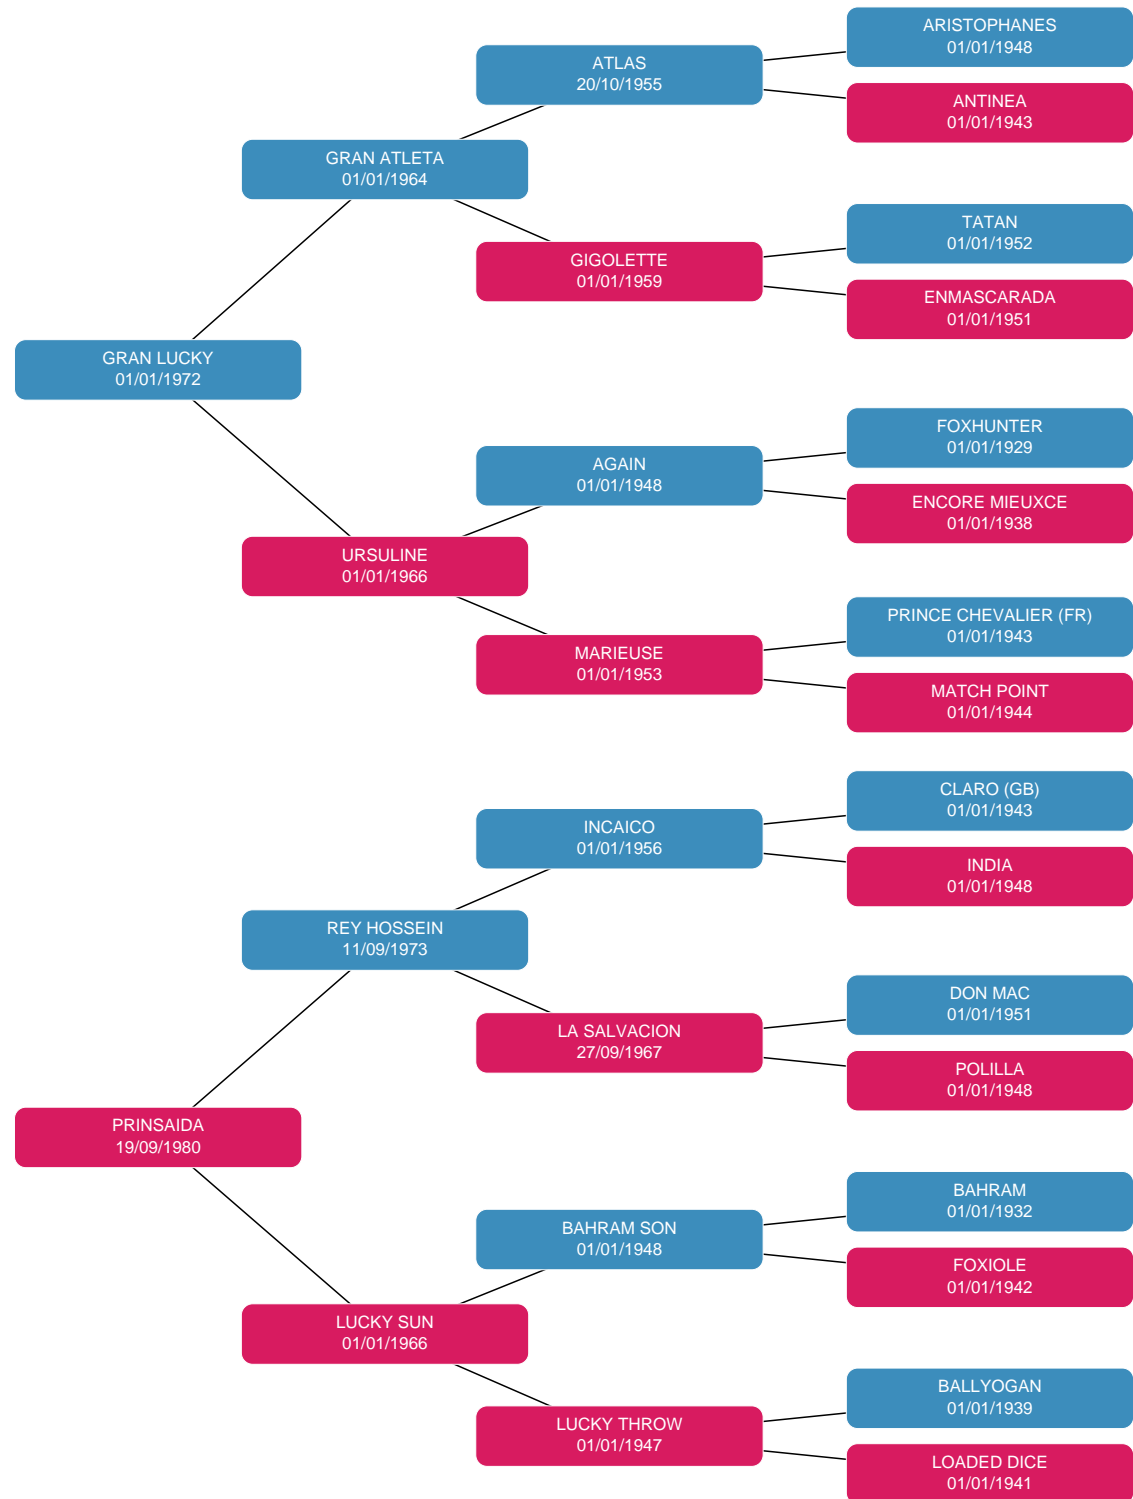 ARISTOPHANES
01/01/1948
ATLAS
20/10/1955
ANTINEA
01/01/1943
GRAN ATLETA
01/01/1964
TATAN
01/01/1952
GIGOLETTE
01/01/1959
ENMASCARADA
01/01/1951
GRAN LUCKY
01/01/1972
FOXHUNTER
01/01/1929
AGAIN
01/01/1948
ENCORE MIEUXCE
01/01/1938
URSULINE
01/01/1966
PRINCE CHEVALIER (FR)
01/01/1943
MARIEUSE
01/01/1953
MATCH POINT
01/01/1944
CLARO (GB)
01/01/1943
INCAICO
01/01/1956
INDIA
01/01/1948
REY HOSSEIN
11/09/1973
DON MAC
01/01/1951
LA SALVACION
27/09/1967
POLILLA
01/01/1948
PRINSAIDA
19/09/1980
BAHRAM
01/01/1932
BAHRAM SON
01/01/1948
FOXIOLE
01/01/1942
LUCKY SUN
01/01/1966
BALLYOGAN
01/01/1939
LUCKY THROW
01/01/1947
LOADED DICE
01/01/1941